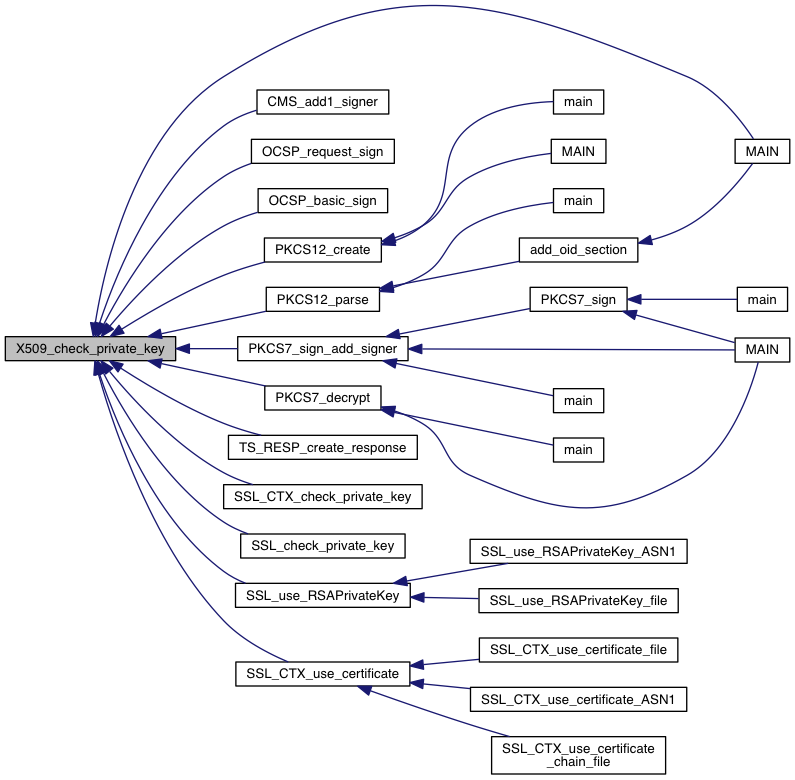 CMS_add1_signer
main
OCSP_request_sign
MAIN
MAIN
OCSP_basic_sign
main
PKCS12_create
add_oid_section
PKCS12_parse
PKCS7_sign
main
X509_check_private_key
PKCS7_sign_add_signer
MAIN
PKCS7_decrypt
main
TS_RESP_create_response
main
SSL_CTX_check_private_key
SSL_check_private_key
SSL_use_RSAPrivateKey_ASN1
SSL_use_RSAPrivateKey
SSL_use_RSAPrivateKey_file
SSL_CTX_use_certificate_file
SSL_CTX_use_certificate
SSL_CTX_use_certificate_ASN1
SSL_CTX_use_certificate
_chain_file